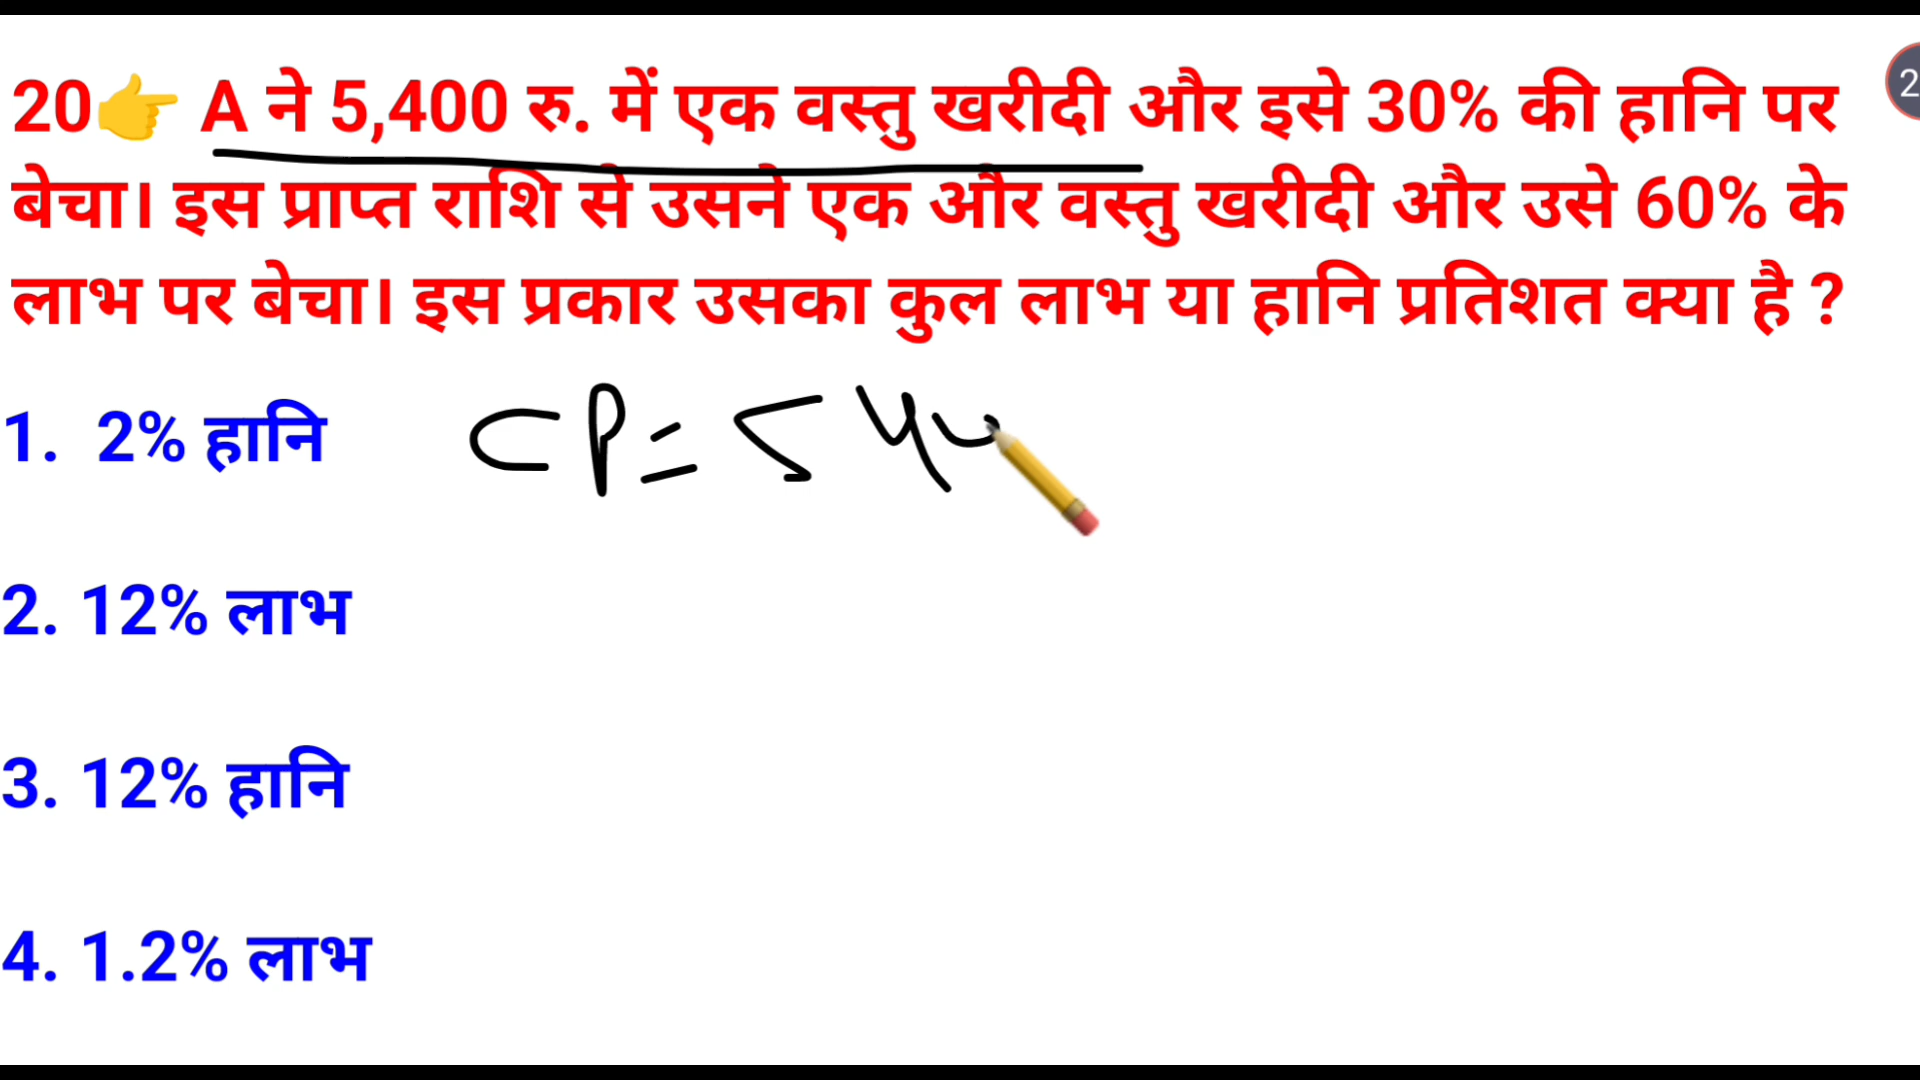 20👉 A ने 5,400 रु. में एक वस्तु खरीदी और इसे 30% की हानि पर
बेचा। इस प्राप्त राशि से उसने एक और वस्तु खरीदी और उसे 60% के
लाभ पर बेचा। इस प्रकार उसका कुल लाभ या हानि प्रतिशत क्या है ?
1. 2% हानि
CP = 54
2. 12% लाभ
3. 12% हानि
4. 1.2% लाभ
2